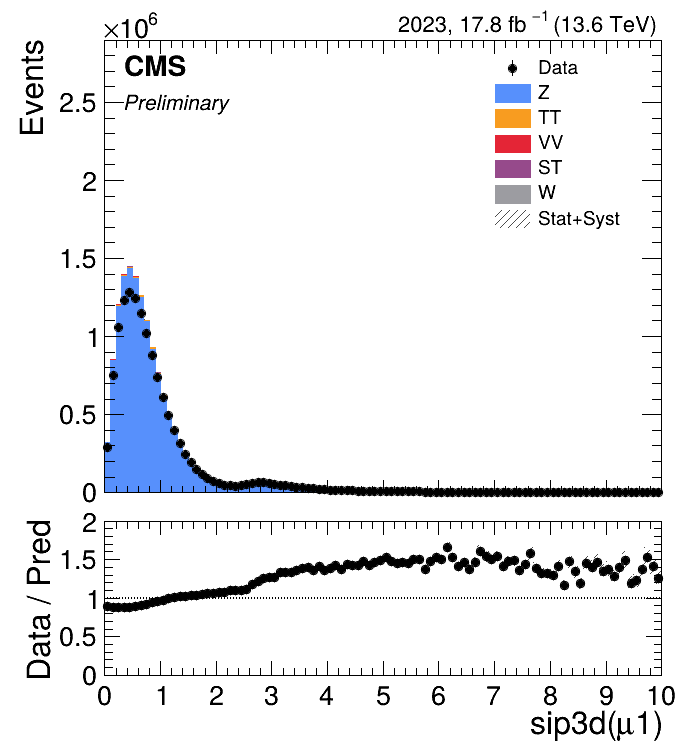 ×10⁶
2023, 17.8 fb⁻¹ (13.6 TeV)
CMS
Preliminary
Events
Data
Z
TT
VV
ST
W
Stat+Syst
2.5
2
1.5
1
0.5
0
Data / Pred
2
1.5
1
0.5
0
0 1 2 3 4 5 6 7 8 9 10
sip3d(μ1)